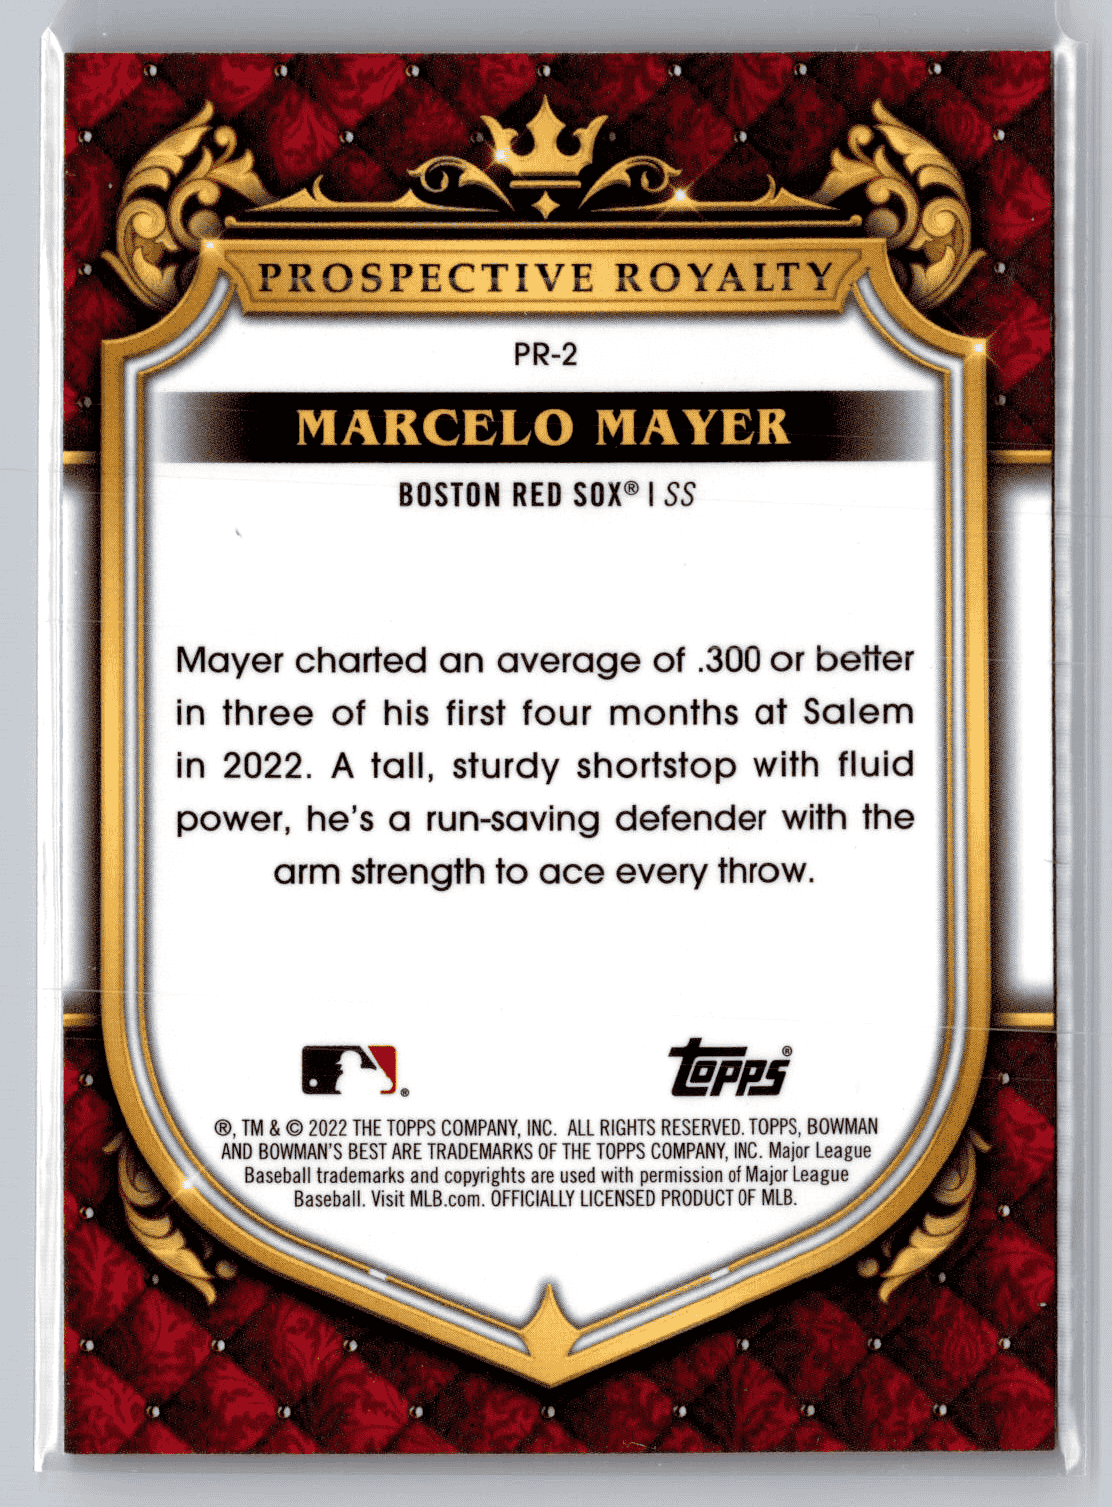 PROSPECTIVE ROYALTY
PR-2
MARCELO MAYER
BOSTON RED SOX® | SS
Mayer charted an average of .300 or better
in three of his first four months at Salem
in 2022. A tall, sturdy shortstop with fluid
power, he's a run-saving defender with the
arm strength to ace every throw.
®
topps®
®, TM & © 2022 THE TOPPS COMPANY, INC. ALL RIGHTS RESERVED. TOPPS, BOWMAN
AND BOWMAN'S BEST ARE TRADEMARKS OF THE TOPPS COMPANY, INC. Major League
Baseball trademarks and copyrights are used with permission of Major League
Baseball. Visit MLB.com. OFFICIALLY LICENSED PRODUCT OF MLB.